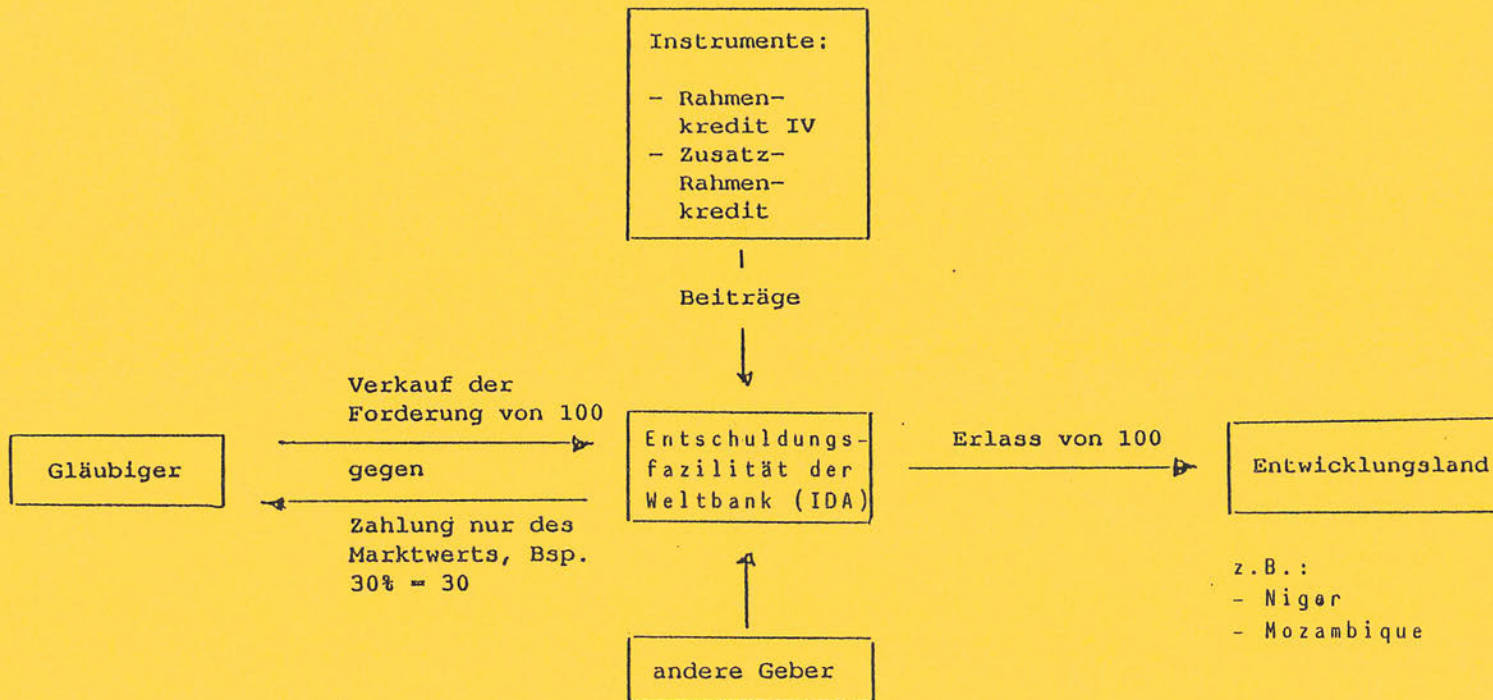 Instrumente:
- Rahmen-
kredit IV
- Zusatz-
Rahmen-
kredit
Beiträge
Verkauf der
Forderung von 100
gegen
Zahlung nur des
Marktwerts, Bsp.
30% = 30
Gläubiger
Entschuldungs-
fazilität der
Weltbank (IDA)
Erlass von 100
Entwicklungsland
z.B.:
- Niger
- Mozambique
andere Geber